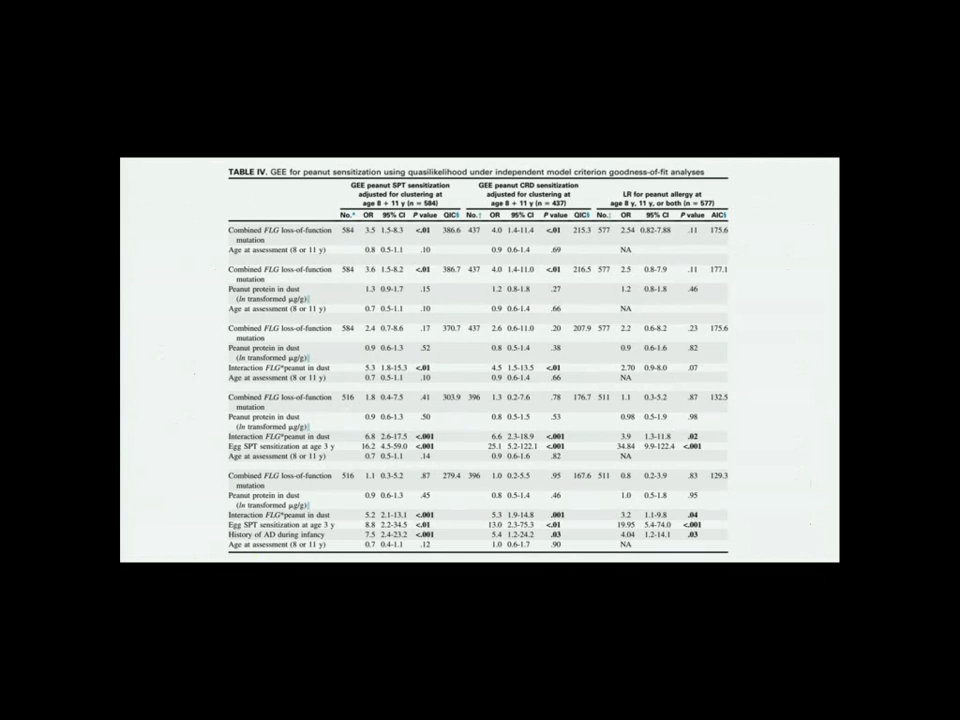 TABLE IV. GEE for peanut sensitization using quasilikelihood under independent model criterion goodness-of-fit analyses
GEE peanut SPT sensitization adjusted for clustering at age 8 + 11 y (n = 584)
GEE peanut CRD sensitization adjusted for clustering at age 8 + 11 y (n = 437)
LR for peanut allergy at age 8 y, 11 y, or both (n = 577)
No.* OR 95% CI P value QIC§ No.† OR 95% CI P value QIC§ No.‡ OR 95% CI P value AIC§
Combined FLG loss-of-function 584 3.5 1.5-8.3 <.01 386.6 437 4.0 1.4-11.4 <.01 215.3 577 2.54 0.82-7.88 .11 175.6
mutation
Age at assessment (8 or 11 y) 0.8 0.5-1.1 .10 0.9 0.6-1.4 .69 NA
Combined FLG loss-of-function 584 3.6 1.5-8.2 <.01 386.7 437 4.0 1.4-11.0 <.01 216.5 577 2.5 0.8-7.9 .11 177.1
mutation
Peanut protein in dust 1.3 0.9-1.7 .15 1.2 0.8-1.8 .27 1.2 0.8-1.8 .46
(ln transformed μg/g)||
Age at assessment (8 or 11 y) 0.7 0.5-1.1 .10 0.9 0.6-1.4 .66 NA
Combined FLG loss-of-function 584 2.4 0.7-8.6 .17 370.7 437 2.6 0.6-11.0 .20 207.9 577 2.2 0.6-8.2 .23 175.6
mutation
Peanut protein in dust 0.9 0.6-1.3 .52 0.8 0.5-1.4 .38 0.9 0.6-1.6 .82
(ln transformed μg/g)||
Interaction FLG*peanut in dust 5.3 1.8-15.3 <.01 4.5 1.5-13.5 <.01 2.70 0.9-8.0 .07
Age at assessment (8 or 11 y) 0.7 0.5-1.1 .10 0.9 0.6-1.4 .66 NA
Combined FLG loss-of-function 516 1.8 0.4-7.5 .41 303.9 396 1.3 0.2-7.6 .78 176.7 511 1.1 0.3-5.2 .87 132.5
mutation
Peanut protein in dust 0.9 0.6-1.3 .50 0.8 0.5-1.5 .53 0.98 0.5-1.9 .98
(ln transformed μg/g)||
Interaction FLG*peanut in dust 6.8 2.6-17.5 <.001 6.6 2.3-18.9 <.001 3.9 1.3-11.8 .02
Egg SPT sensitization at age 3 y 16.2 4.5-59.0 <.001 25.1 5.2-122.1 <.001 34.84 9.9-122.4 <.001
Age at assessment (8 or 11 y) 0.7 0.5-1.1 .14 0.9 0.6-1.6 .82 NA
Combined FLG loss-of-function 516 1.1 0.3-5.2 .87 279.4 396 1.0 0.2-5.5 .95 167.6 511 0.8 0.2-3.9 .83 129.3
mutation
Peanut protein in dust 0.9 0.6-1.3 .45 0.8 0.5-1.4 .46 1.0 0.5-1.8 .95
(ln transformed μg/g)||
Interaction FLG*peanut in dust 5.2 2.1-13.1 <.001 5.3 1.9-14.8 .001 3.2 1.1-9.8 .04
Egg SPT sensitization at age 3 y 8.8 2.2-34.5 <.01 13.0 2.3-75.3 <.01 19.95 5.4-74.0 <.001
History of AD during infancy 7.5 2.4-23.2 <.001 5.4 1.2-24.2 .03 4.04 1.2-14.1 .03
Age at assessment (8 or 11 y) 0.7 0.4-1.1 .12 1.0 0.6-1.7 .90 NA